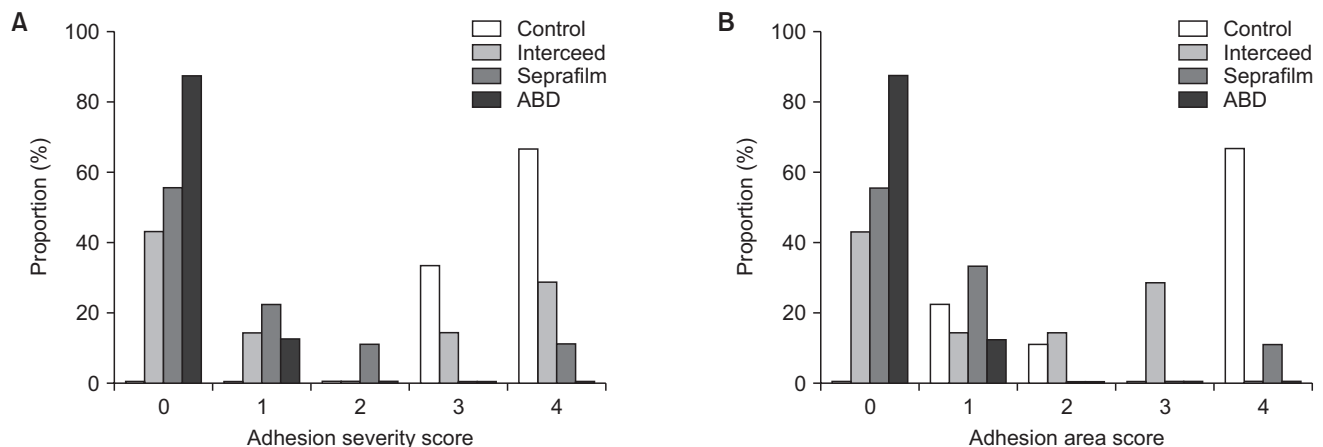 A
Proportion (%)
100
80
60
40
20
0
Control
Interceed
Seprafilm
ABD
0 1 2 3 4
Adhesion severity score
B
Proportion (%)
100
80
60
40
20
0
Control
Interceed
Seprafilm
ABD
0 1 2 3 4
Adhesion area score